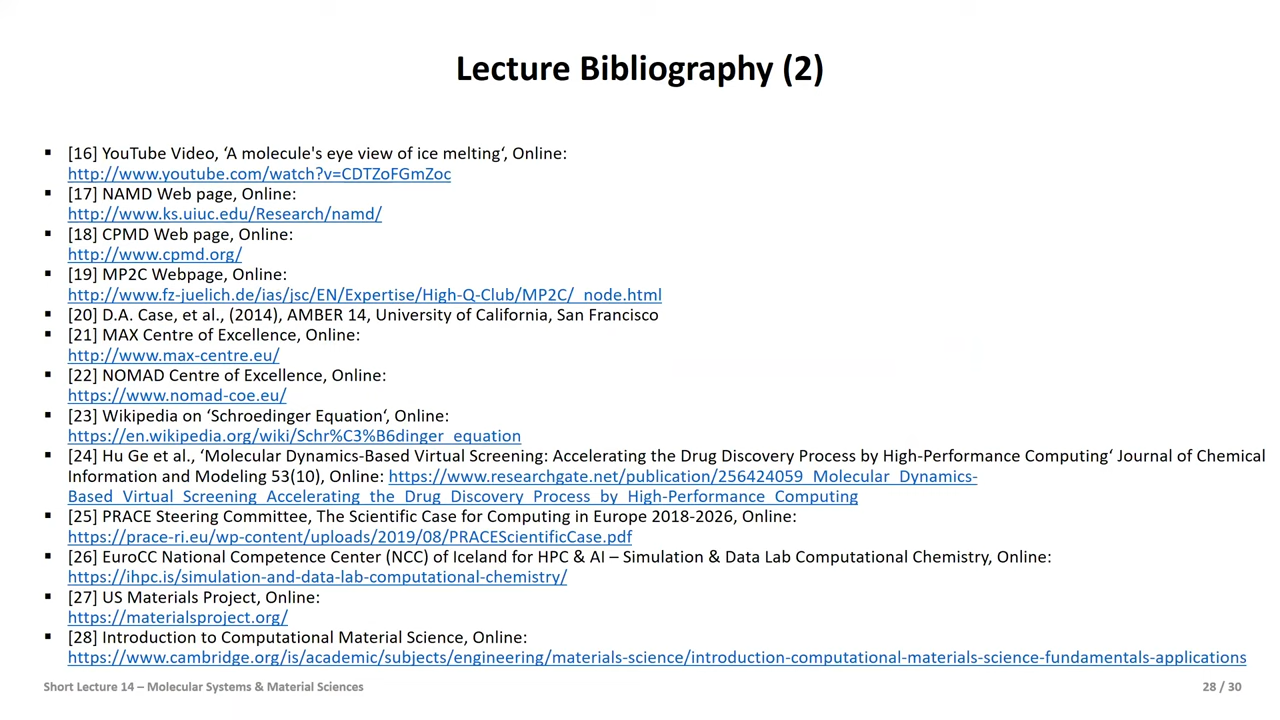 Lecture Bibliography (2)
▪ [16] YouTube Video, ‘A molecule's eye view of ice melting‘, Online:
http://www.youtube.com/watch?v=CDTZoFGmZoc
▪ [17] NAMD Web page, Online:
http://www.ks.uiuc.edu/Research/namd/
▪ [18] CPMD Web page, Online:
http://www.cpmd.org/
▪ [19] MP2C Webpage, Online:
http://www.fz-juelich.de/ias/jsc/EN/Expertise/High-Q-Club/MP2C/_node.html
▪ [20] D.A. Case, et al., (2014), AMBER 14, University of California, San Francisco
▪ [21] MAX Centre of Excellence, Online:
http://www.max-centre.eu/
▪ [22] NOMAD Centre of Excellence, Online:
https://www.nomad-coe.eu/
▪ [23] Wikipedia on ‘Schroedinger Equation‘, Online:
https://en.wikipedia.org/wiki/Schr%C3%B6dinger_equation
▪ [24] Hu Ge et al., ‘Molecular Dynamics-Based Virtual Screening: Accelerating the Drug Discovery Process by High-Performance Computing‘ Journal of Chemical
Information and Modeling 53(10), Online: https://www.researchgate.net/publication/256424059_Molecular_Dynamics-
Based_Virtual_Screening_Accelerating_the_Drug_Discovery_Process_by_High-Performance_Computing
▪ [25] PRACE Steering Committee, The Scientific Case for Computing in Europe 2018-2026, Online:
https://prace-ri.eu/wp-content/uploads/2019/08/PRACEScientificCase.pdf
▪ [26] EuroCC National Competence Center (NCC) of Iceland for HPC & AI – Simulation & Data Lab Computational Chemistry, Online:
https://ihpc.is/simulation-and-data-lab-computational-chemistry/
▪ [27] US Materials Project, Online:
https://materialsproject.org/
▪ [28] Introduction to Computational Material Science, Online:
https://www.cambridge.org/is/academic/subjects/engineering/materials-science/introduction-computational-materials-science-fundamentals-applications
Short Lecture 14 – Molecular Systems & Material Sciences
28 / 30